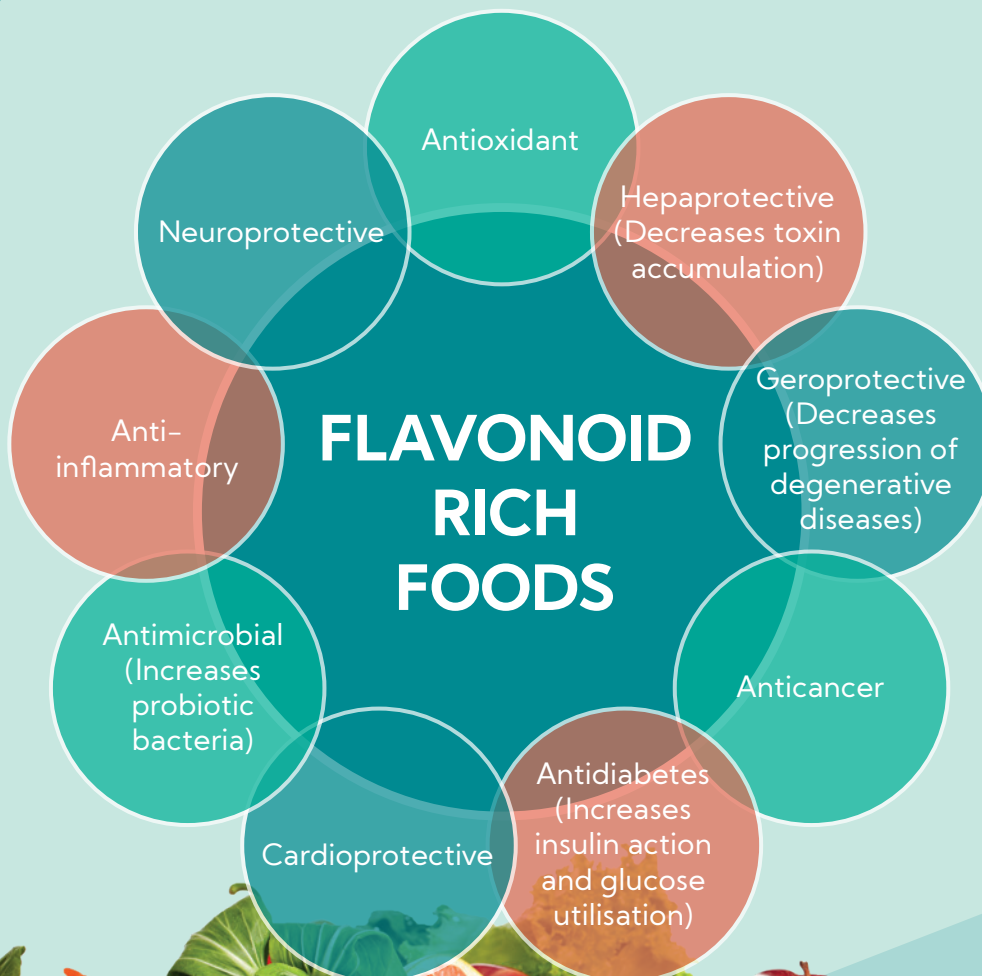 Antioxidant
Hepaprotective
(Decreases toxin
accumulation)
Geroprotective
(Decreases
progression of
degenerative
diseases)
Anticancer
Antidiabetes
(Increases
insulin action
and glucose
utilisation)
Cardioprotective
Antimicrobial
(Increases
probiotic
bacteria)
Anti-
inflammatory
Neuroprotective
FLAVONOID
RICH
FOODS